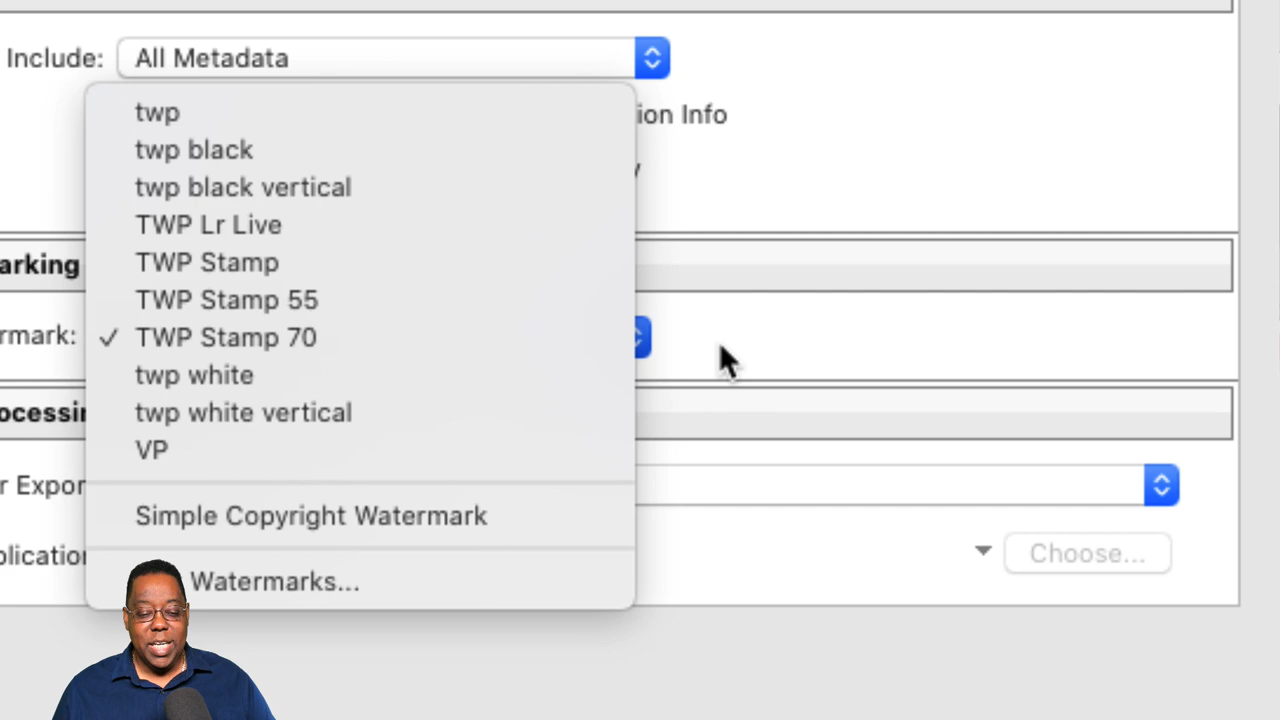 Include: All Metadata
twp
ion Info
twp black
twp black vertical
TWP Lr Live
arking
TWP Stamp
TWP Stamp 55
rmark: ✓ TWP Stamp 70
twp white
ocessin
twp white vertical
VP
r Expor
Simple Copyright Watermark
plication
Choose...
Watermarks...